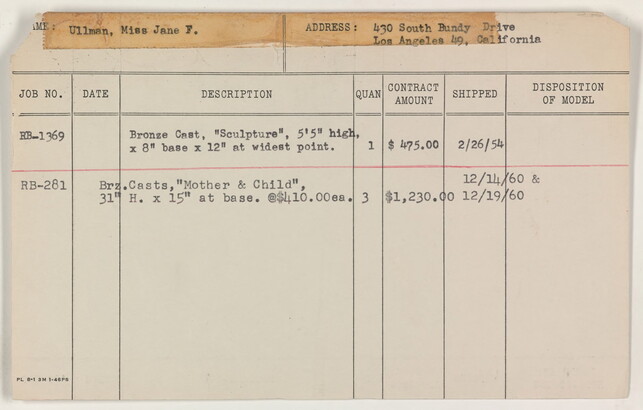 AME: Ullman, Miss Jane F. ADDRESS: 430 South Bundy Drive
Los Angeles 49, California
JOB NO. DATE DESCRIPTION QUAN CONTRACT AMOUNT SHIPPED DISPOSITION OF MODEL
RB-1369 Bronze Cast, "Sculpture", 5'5" high,
x 8" base x 12" at widest point. 1 $ 475.00 2/26/54
RB-281 Brz.Casts,"Mother & Child", 12/14/60 &
31" H. x 15" at base. @$410.00ea. 3 $1,230.00 12/19/60